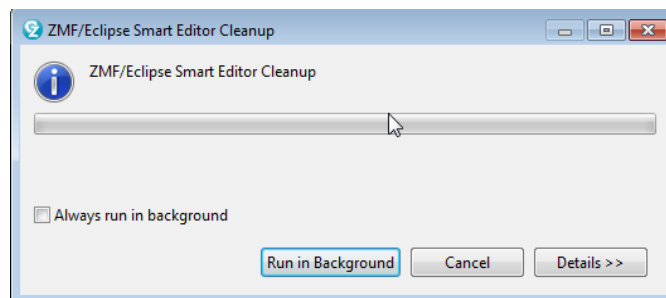 ZMF/Eclipse Smart Editor Cleanup
ZMF/Eclipse Smart Editor Cleanup
Always run in background
Run in Background
Cancel
Details >>